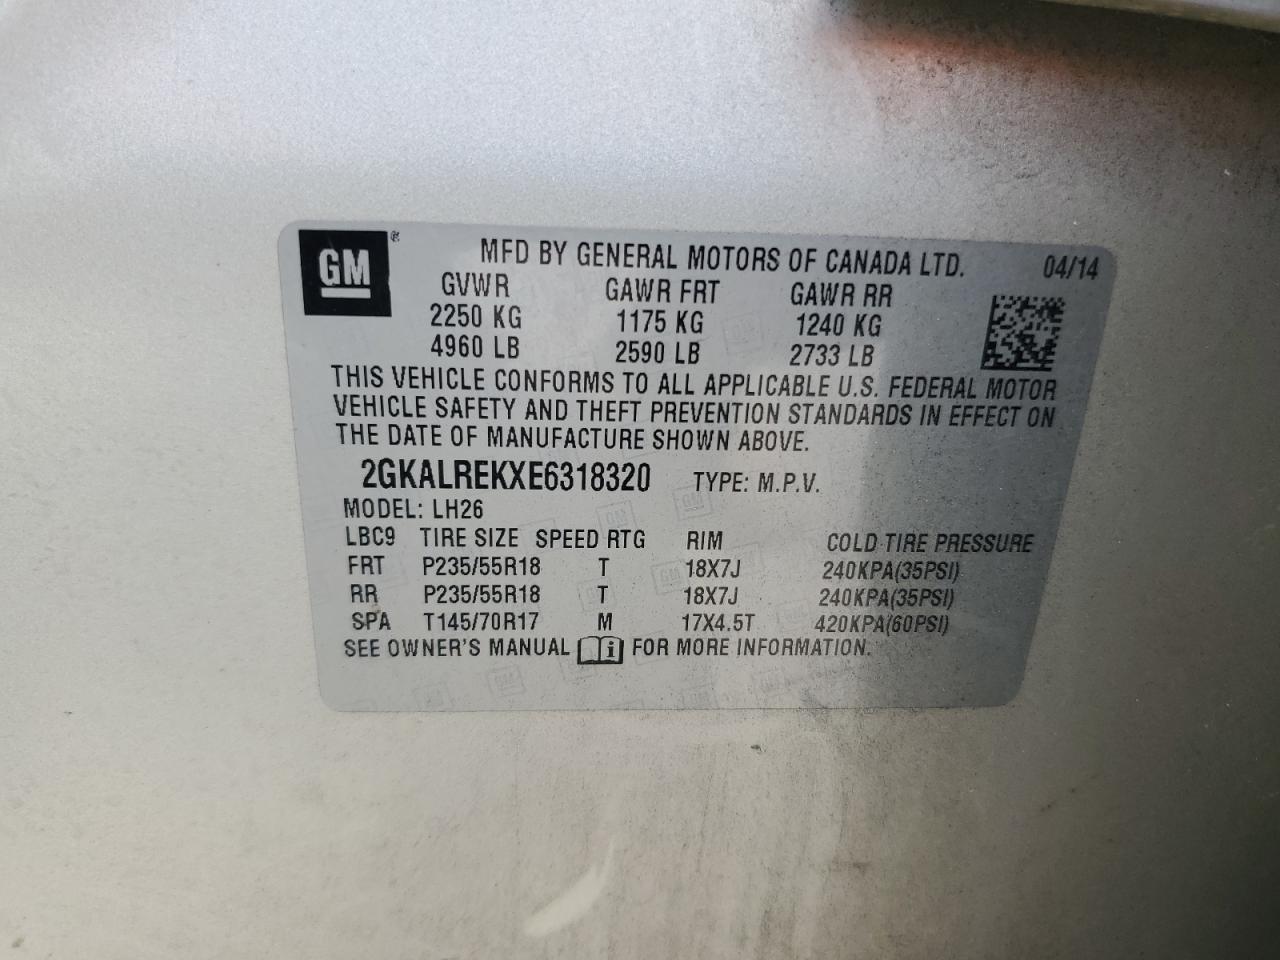 GM®
MFD BY GENERAL MOTORS OF CANADA LTD. 04/14
GVWR GAWR FRT GAWR RR
2250 KG 1175 KG 1240 KG
4960 LB 2590 LB 2733 LB
THIS VEHICLE CONFORMS TO ALL APPLICABLE U.S. FEDERAL MOTOR
VEHICLE SAFETY AND THEFT PREVENTION STANDARDS IN EFFECT ON
THE DATE OF MANUFACTURE SHOWN ABOVE.
2GKALREKXE6318320 TYPE: M.P.V.
MODEL: LH26
LBC9 TIRE SIZE SPEED RTG RIM COLD TIRE PRESSURE
FRT P235/55R18 T 18X7J 240KPA(35PSI)
RR P235/55R18 T 18X7J 240KPA(35PSI)
SPA T145/70R17 M 17X4.5T 420KPA(60PSI)
SEE OWNER'S MANUAL i FOR MORE INFORMATION.